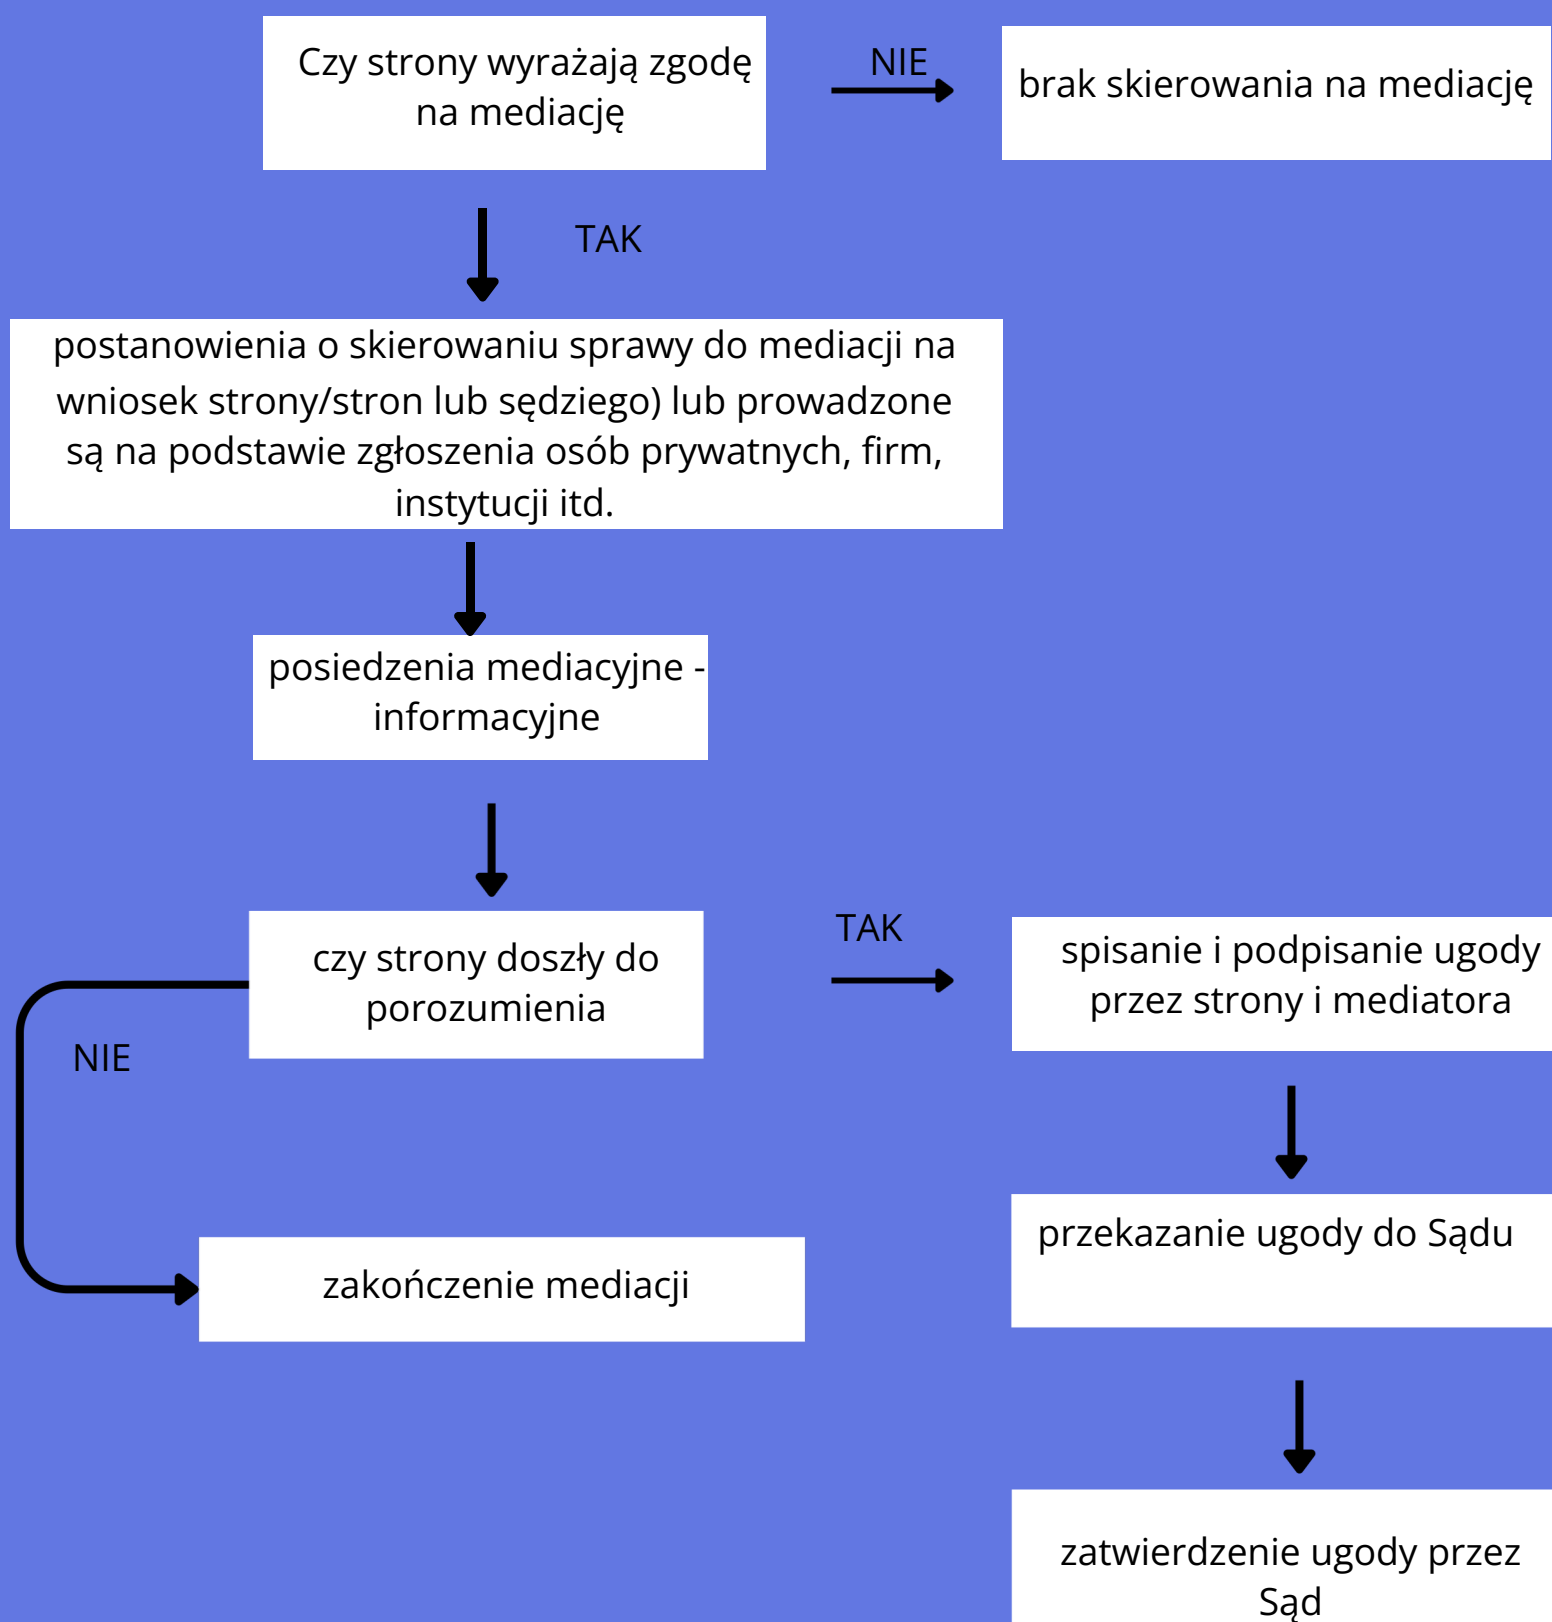 Czy strony wyrażają zgodę
na mediację
NIE
brak skierowania na mediację
TAK
postanowienia o skierowaniu sprawy do mediacji na
wniosek strony/stron lub sędziego) lub prowadzone
są na podstawie zgłoszenia osób prywatnych, firm,
instytucji itd.
posiedzenia mediacyjne -
informacyjne
czy strony doszły do
porozumienia
TAK
spisanie i podpisanie ugody
przez strony i mediatora
NIE
zakończenie mediacji
przekazanie ugody do Sądu
zatwierdzenie ugody przez
Sąd